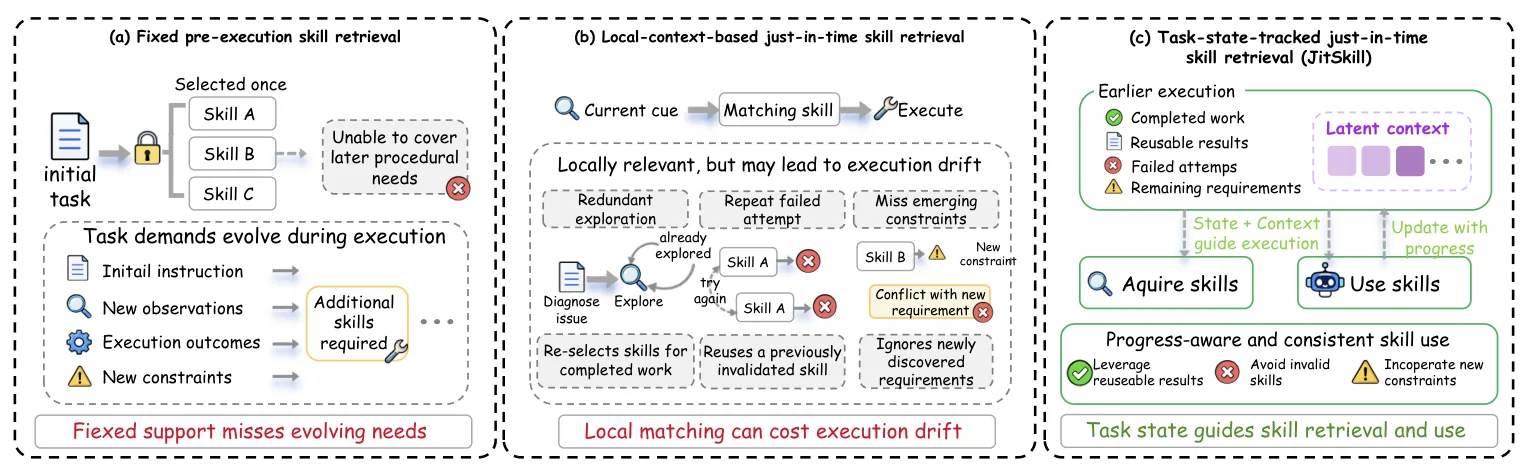 (a) Fixed pre-execution skill retrieval
Selected once
Skill A
Skill B
Skill C
initial
task
Unable to cover
later procedural
needs
Task demands evolve during execution
Initail instruction
New observations
Execution outcomes
New constraints
Additional
skills
required
Fiexed support misses evolving needs
(b) Local-context-based just-in-time skill retrieval
Current cue
Matching skill
Execute
Locally relevant, but may lead to execution drift
Redundant
exploration
Repeat failed
attempt
Miss emerging
constraints
already
explored
Diagnose
issue
Explore
try
again
Skill A
Skill A
Skill B
New
constraint
Conflict with new
requirement
Re-selects skills for
completed work
Reuses a previously
invalidated skill
Ignores newly
discovered
requirements
Local matching can cost execution drift
(c) Task-state-tracked just-in-time
skill retrieval (JitSkill)
Earlier execution
Completed work
Reusable results
Failed attemps
Remaining requirements
Latent context
State + Context
guide execution
Update with
progress
Aquire skills
Use skills
Progress-aware and consistent skill use
Leverage
reuseable results
Avoid invalid
skills
Incoperate new
constraints
Task state guides skill retrieval and use